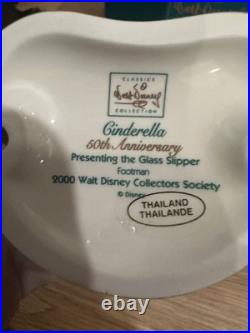 CLASSICS
Walt Disney
COLLECTION
Cinderella
50th Anniversary
Presenting the Glass Slipper
Footman
2000 Walt Disney Collectors Society
© Disney
THAILAND
THAILANDE